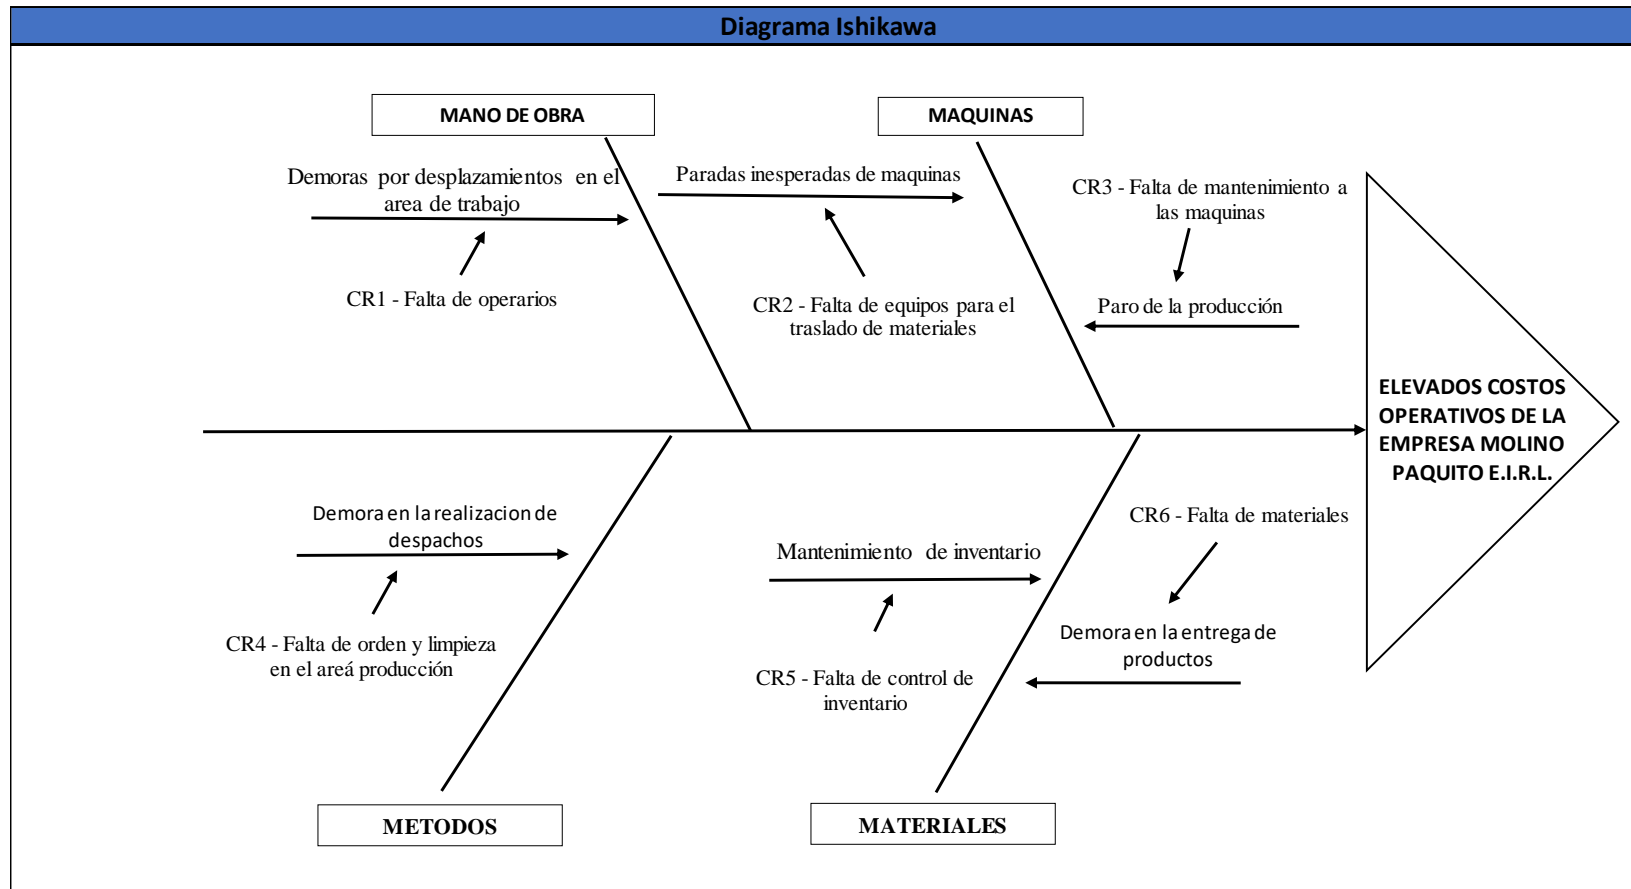 Diagrama Ishikawa
MANO DE OBRA
MAQUINAS
Demoras por desplazamientos en el
area de trabajo
Paradas inesperadas de maquinas
CR3 - Falta de mantenimiento a
las maquinas
CR1 - Falta de operarios
CR2 - Falta de equipos para el
traslado de materiales
Paro de la producción
ELEVADOS COSTOS
OPERATIVOS DE LA
EMPRESA MOLINO
PAQUITO E.I.R.L.
Demora en la realizacion de
despachos
CR6 - Falta de materiales
Mantenimiento de inventario
CR4 - Falta de orden y limpieza
en el areá producción
Demora en la entrega de
productos
CR5 - Falta de control de
inventario
METODOS
MATERIALES